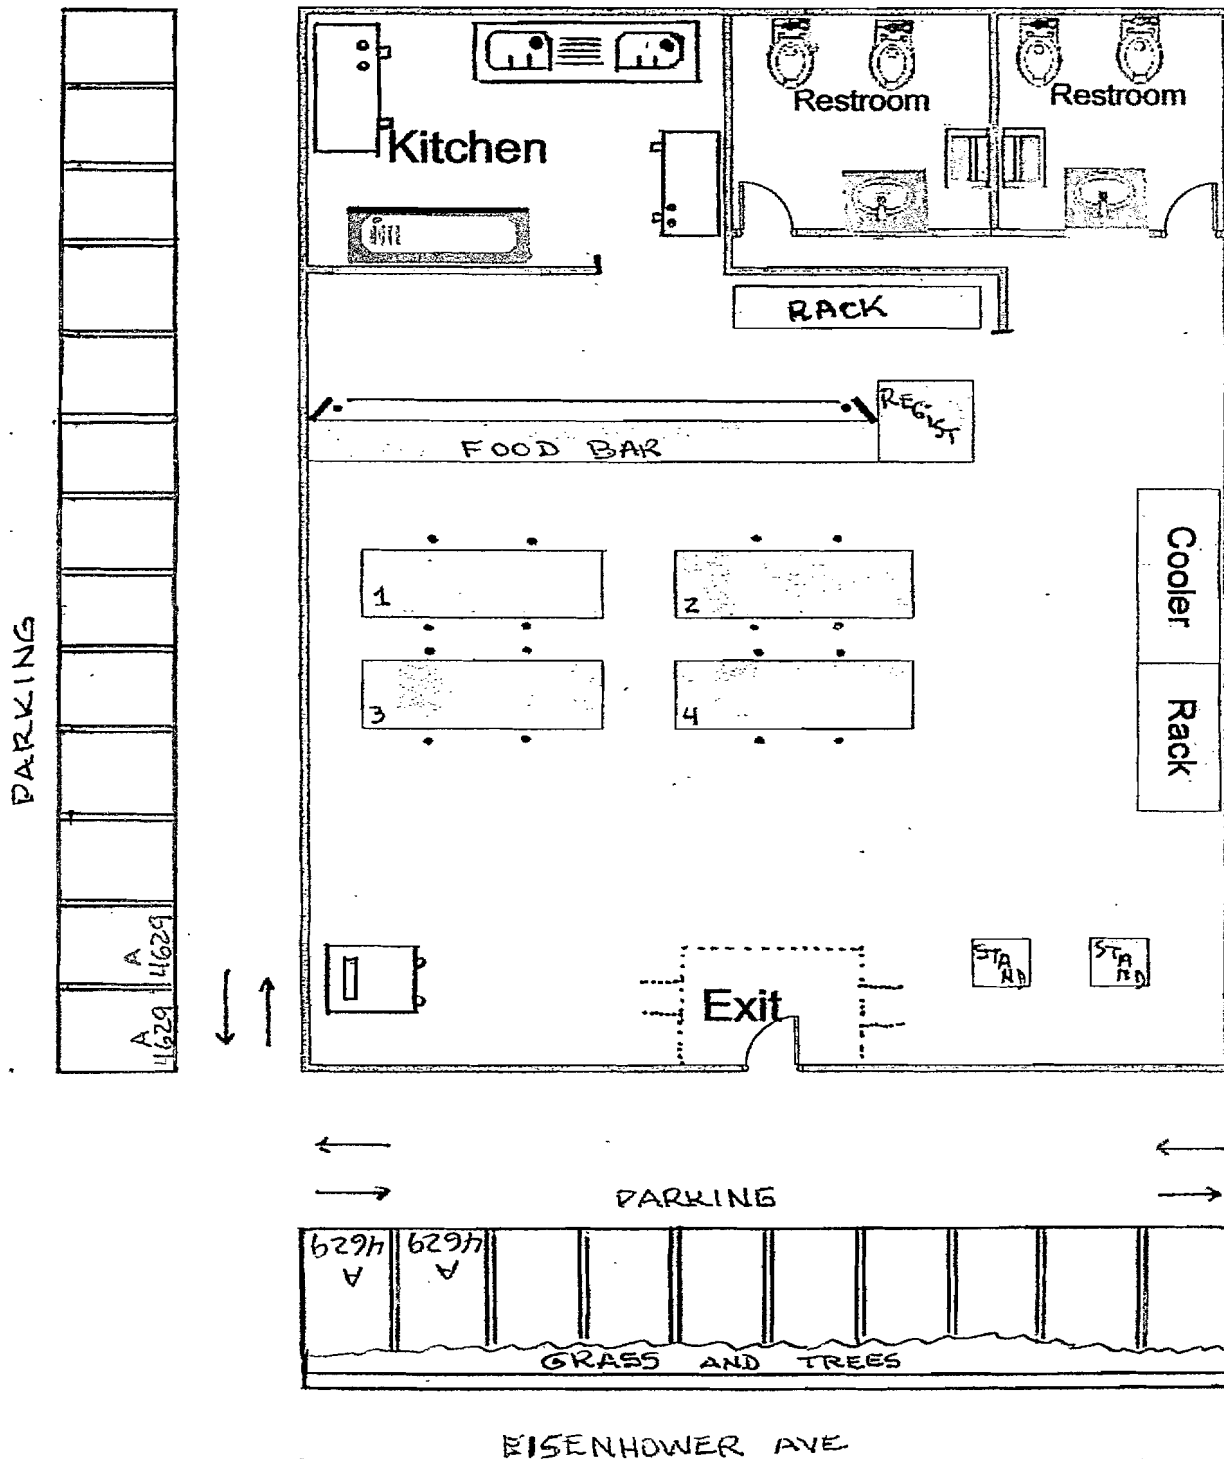 Restroom
Restroom
Kitchen
RACK
REGIST
FOOD BAR
Cooler
1
2
3
4
Rack
PARKING
A
4629
A
4629
STAND
STAND
Exit
PARKING
4629
A
4629
A
GRASS AND TREES
EISENHOWER AVE